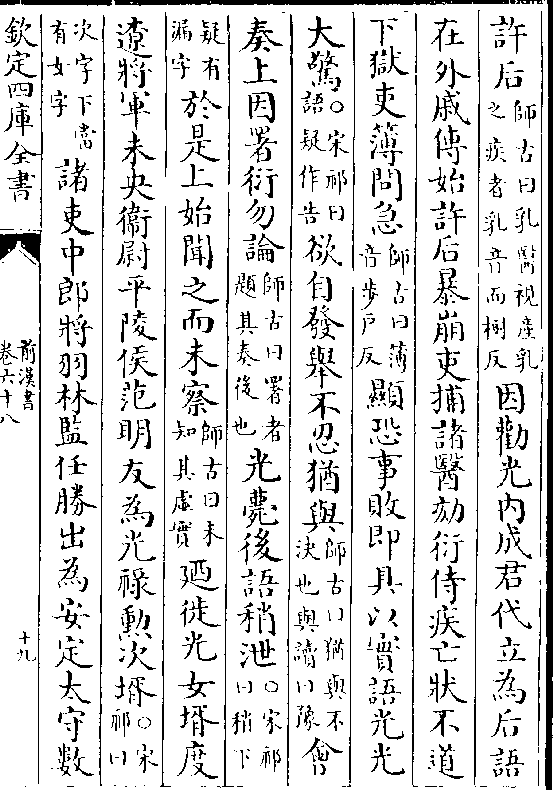 許后師古曰乳醫視産乳之疾者乳音而樹反因勸光内成君代立為后語
在外戚傳始許后暴崩吏捕諸醫劾衍侍疾亡狀不道
下獄吏簿問急師古曰簿音步戸反顯恐事敗即具以實語光光
大驚○宋祁曰語疑作告欲自發舉不忍猶與師古曰猶與不决也與讀曰豫會
奏上因署衍勿論師古曰署者題其奏後也光薨後語稍泄○宋祁曰稍下
疑有漏字於是上始聞之而未察師古曰未知其虚實廼徙光女壻度
遼將軍未央衞尉平陵侯范明友為光禄勲次壻○宋祁曰
次字下當有女字諸吏中郎將羽林監任勝出為安定太守數
欽定四庫全書
前漢書
卷六十八
十九